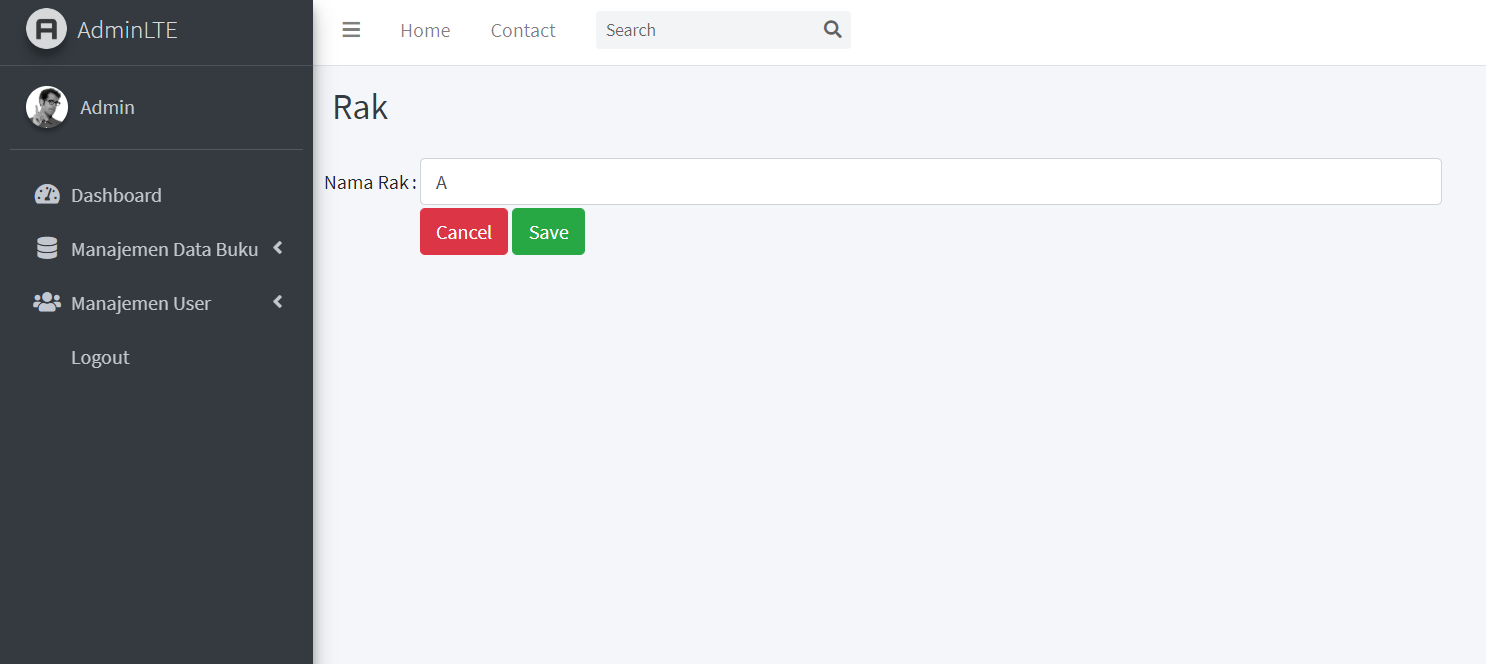 AdminLTE
Home Contact Search
Admin
Rak
Nama Rak : A
Cancel Save
Dashboard
Manajemen Data Buku
Manajemen User
Logout